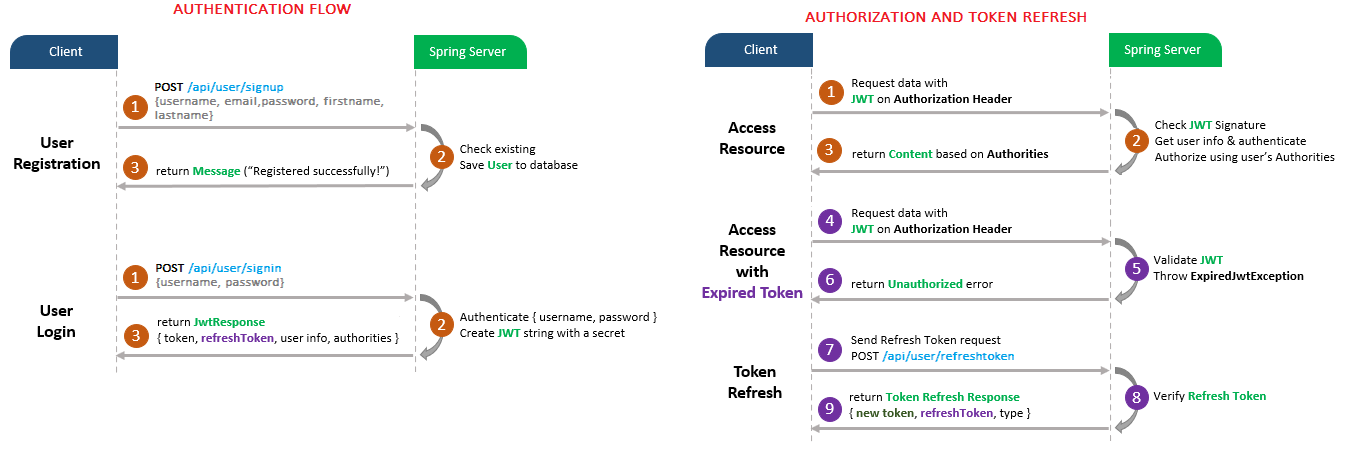 AUTHENTICATION FLOW
Client
Spring Server
User
Registration
1
POST /api/user/signup
{username, email,password, firstname,
lastname}
2
Check existing
Save User to database
3
return Message (“Registered successfully!”)
User
Login
1
POST /api/user/signin
{username, password}
2
Authenticate { username, password }
Create JWT string with a secret
3
return JwtResponse
{ token, refreshToken, user info, authorities }
AUTHORIZATION AND TOKEN REFRESH
Client
Spring Server
Access
Resource
1
Request data with
JWT on Authorization Header
2
Check JWT Signature
Get user info & authenticate
Authorize using user’s Authorities
3
return Content based on Authorities
Access
Resource
with
Expired Token
4
Request data with
JWT on Authorization Header
5
Validate JWT
Throw ExpiredJwtException
6
return Unauthorized error
Token
Refresh
7
Send Refresh Token request
POST /api/user/refreshtoken
8
Verify Refresh Token
9
return Token Refresh Response
{ new token, refreshToken, type }